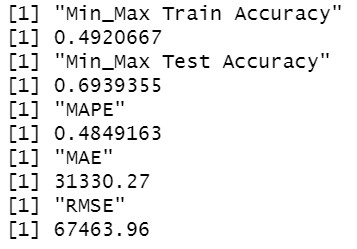 [1] "Min_Max Train Accuracy"
[1] 0.4920667
[1] "Min_Max Test Accuracy"
[1] 0.6939355
[1] "MAPE"
[1] 0.4849163
[1] "MAE"
[1] 31330.27
[1] "RMSE"
[1] 67463.96